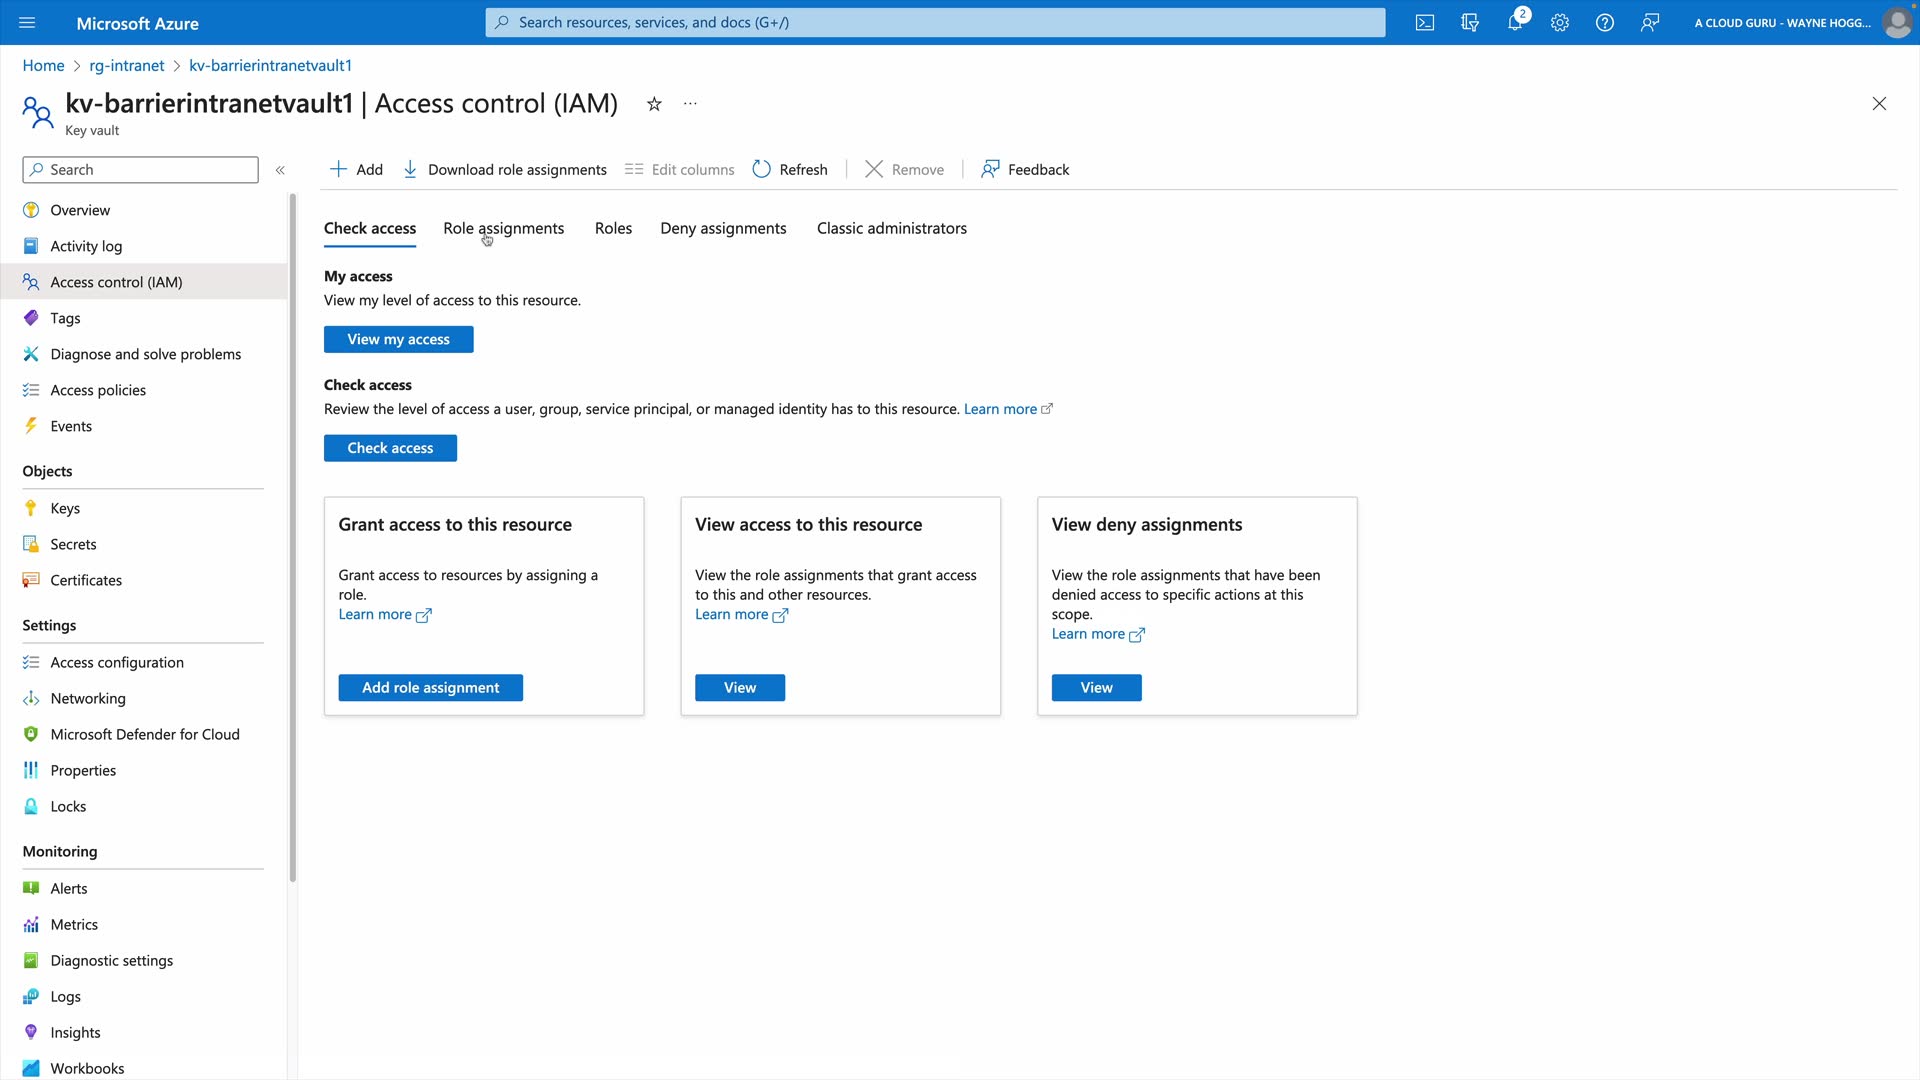 Microsoft Azure
Search resources, services, and docs (G+/)
2
A CLOUD GURU - WAYNE HOGG...
Home > rg-intranet > kv-barrierintranetvault1
kv-barrierintranetvault1 | Access control (IAM)
Key vault
Search
Add
Download role assignments
Edit columns
Refresh
Remove
Feedback
Overview
Activity log
Access control (IAM)
Tags
Diagnose and solve problems
Access policies
Events
Objects
Keys
Secrets
Certificates
Settings
Access configuration
Networking
Microsoft Defender for Cloud
Properties
Locks
Monitoring
Alerts
Metrics
Diagnostic settings
Logs
Insights
Workbooks
Check access
Role assignments
Roles
Deny assignments
Classic administrators
My access
View my level of access to this resource.
View my access
Check access
Review the level of access a user, group, service principal, or managed identity has to this resource. Learn more
Check access
Grant access to this resource
Grant access to resources by assigning a
role.
Learn more
Add role assignment
View access to this resource
View the role assignments that grant access
to this and other resources.
Learn more
View
View deny assignments
View the role assignments that have been
denied access to specific actions at this
scope.
Learn more
View